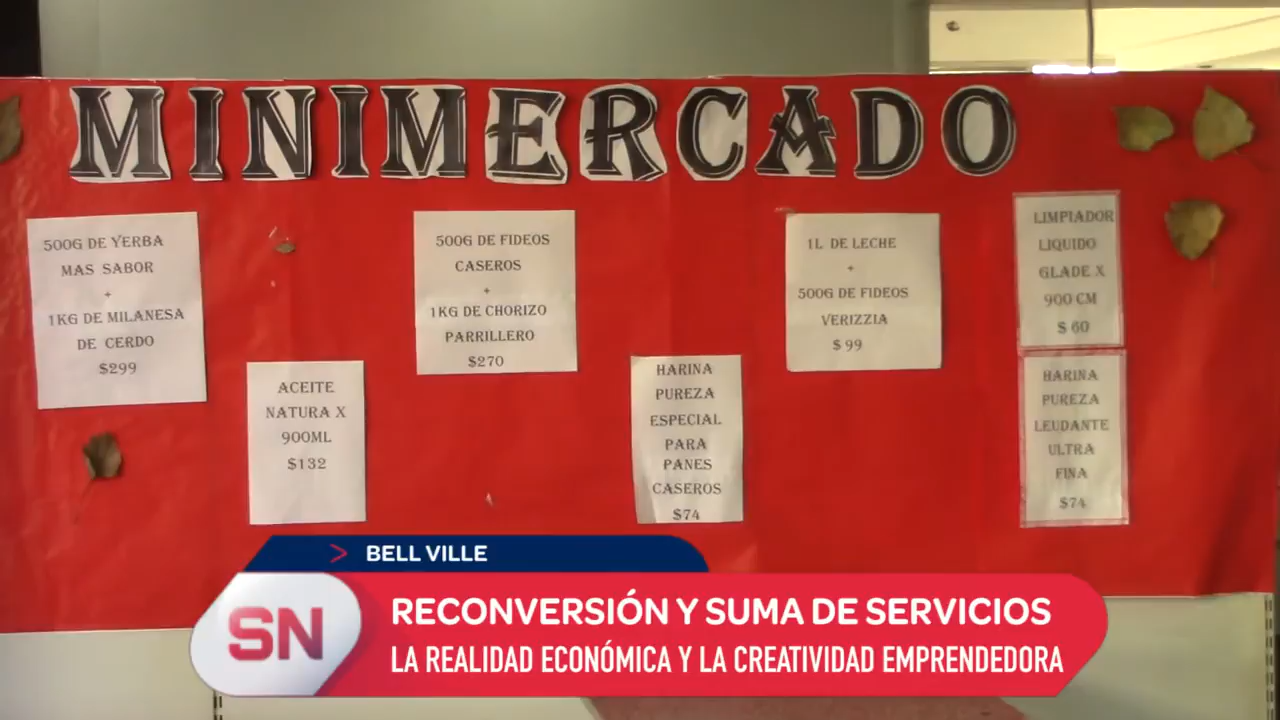 MINIMERCADO
500G DE YERBA
MAS SABOR
+
1KG DE MILANESA
DE CERDO
$299
ACEITE
NATURA X
900ML
$132
500G DE FIDEOS
CASEROS
+
1KG DE CHORIZO
PARRILLERO
$270
HARINA
PUREZA
ESPECIAL
PARA
PANES
CASEROS
$74
1L DE LECHE
+
500G DE FIDEOS
VERIZZIA
$ 99
LIMPIADOR
LIQUIDO
GLADE X
900 CM
$ 60
HARINA
PUREZA
LEUDANTE
ULTRA
FINA
$74
> BELL VILLE
SN
RECONVERSIÓN Y SUMA DE SERVICIOS
LA REALIDAD ECONÓMICA Y LA CREATIVIDAD EMPRENDEDORA